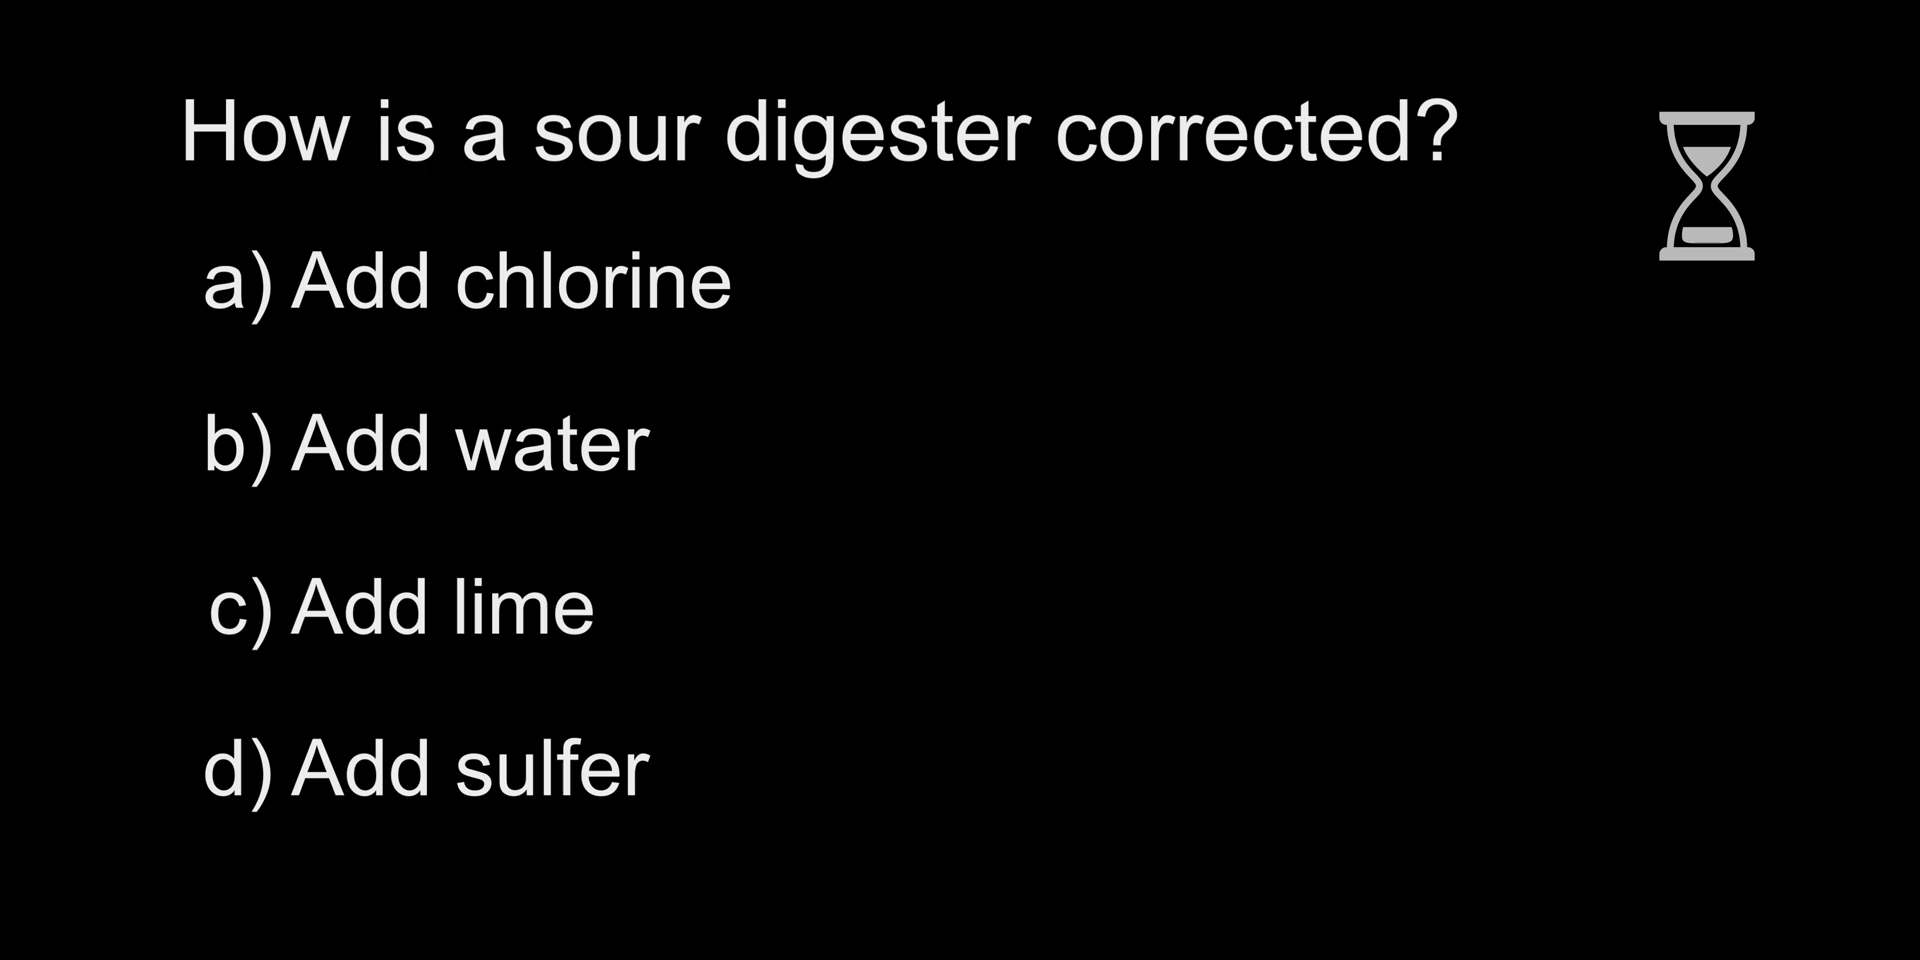 How is a sour digester corrected?
a) Add chlorine
b) Add water
c) Add lime
d) Add sulfer